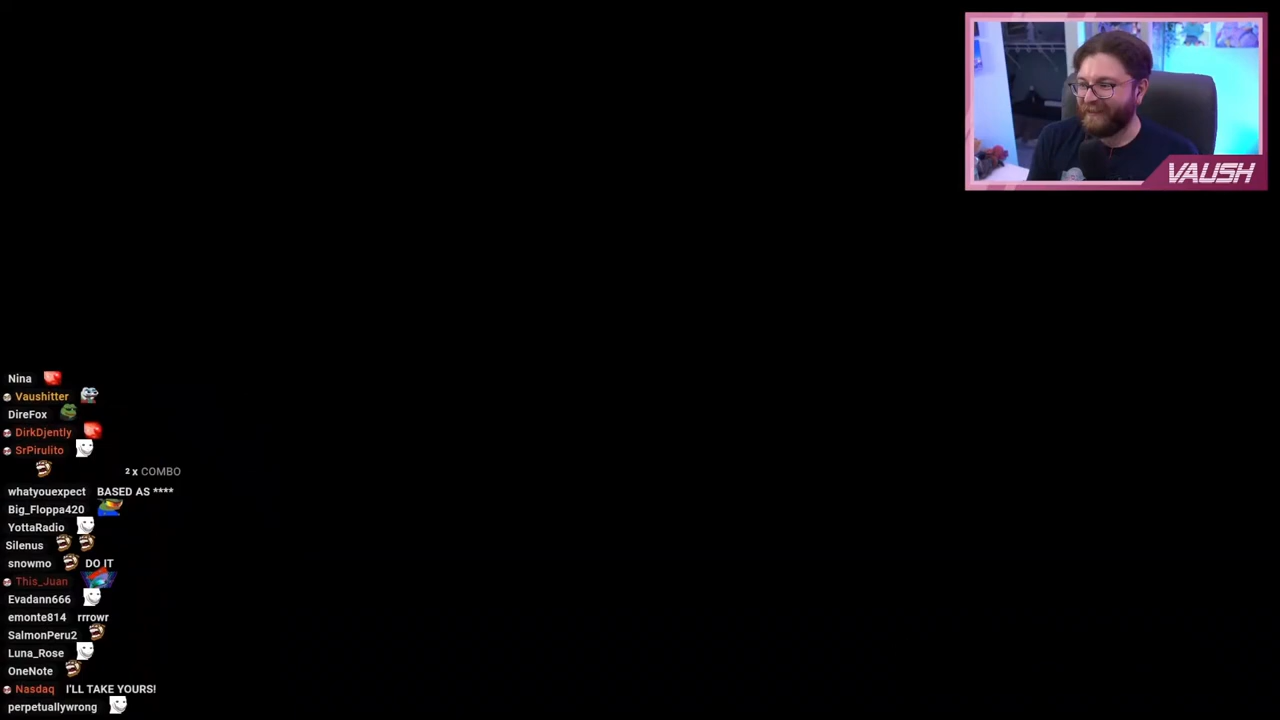 VAUSH
Nina
Vaushitter
DireFox
DirkDjently
SrPirulito
2 x COMBO
whatyouexpect BASED AS ****
Big_Floppa420
YottaRadio
Silenus
snowmo DO IT
This_Juan
Evadann666
emonte814 rrrowr
SalmonPeru2
Luna_Rose
OneNote
Nasdaq I'LL TAKE YOURS!
perpetuallywrong